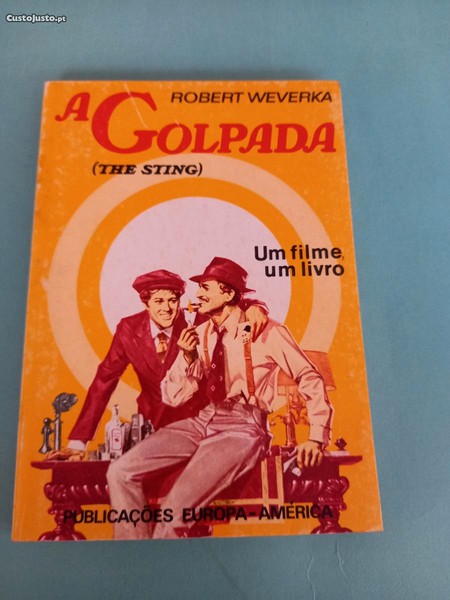 CustoJusto.pt
ROBERT WEVERKA
A GOLPADA
(THE STING)
Um filme,
um livro
PUBLICAÇÕES EUROPA-AMÉRICA